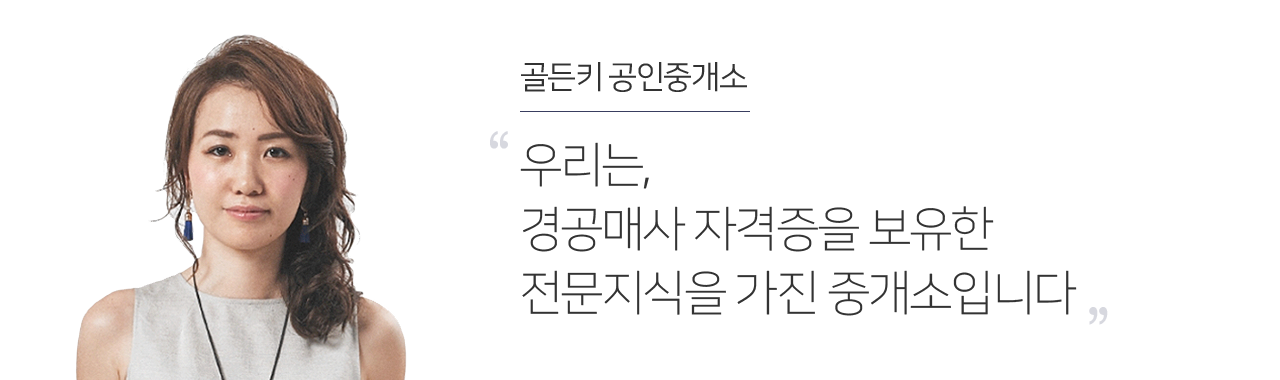 골든키 공인중개소
“ 우리는,
경공매사 자격증을 보유한
전문지식을 가진 중개소입니다 ”